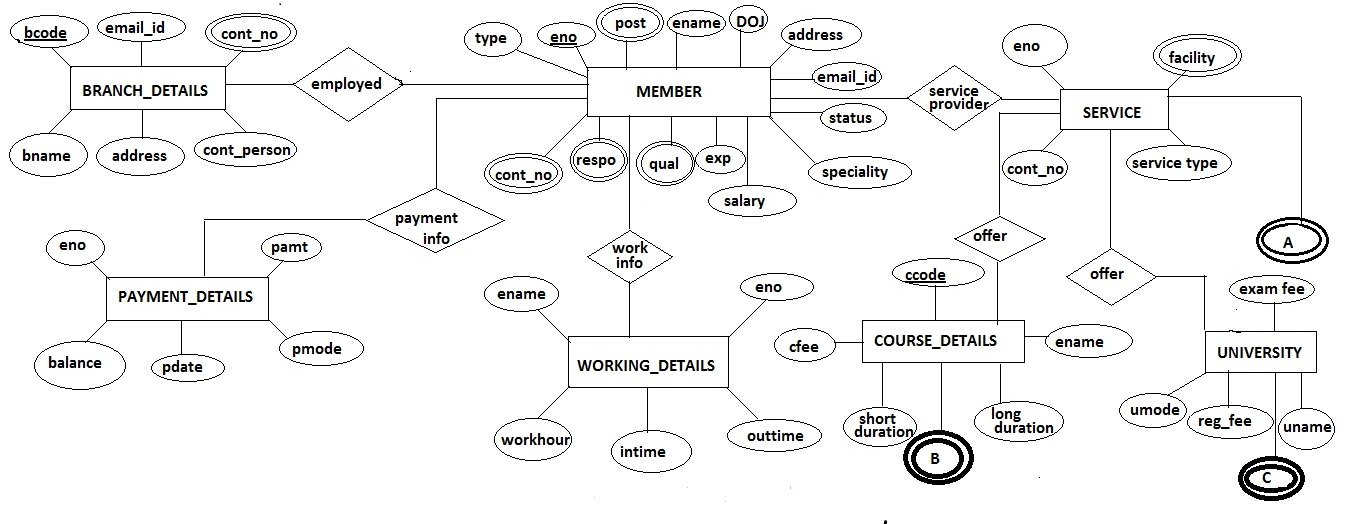 bcode
email_id
cont_no
BRANCH_DETAILS
bname
address
cont_person
employed
type
eno
post
ename
DOJ
address
email_id
status
MEMBER
cont_no
respo
qual
exp
salary
speciality
service
provider
eno
facility
SERVICE
cont_no
service type
A
payment
info
eno
pamt
PAYMENT_DETAILS
balance
pdate
pmode
work
info
ename
eno
WORKING_DETAILS
workhour
intime
outtime
offer
ccode
cfee
COURSE_DETAILS
ename
short
duration
B
long
duration
offer
exam fee
UNIVERSITY
umode
reg_fee
uname
C